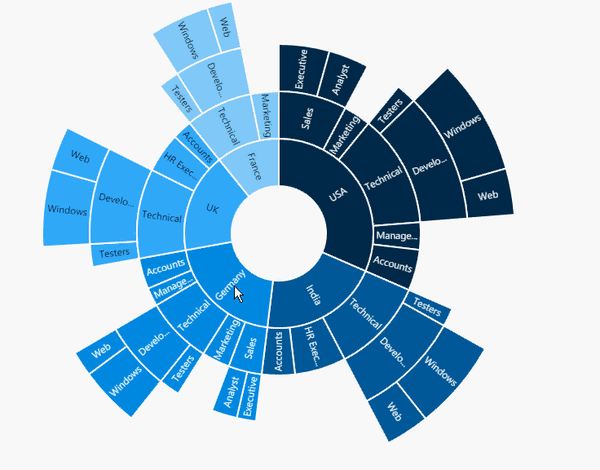 USA
Sales
Executive
Analyst
Marketing
Technical
Testers
Develo...
Windows
Web
Manage...
Accounts
India
Technical
Testers
Develo...
Windows
Web
HR Exec...
Accounts
Germany
Sales
Executive
Analyst
Marketing
Technical
Testers
Develo...
Windows
Web
Manage...
Accounts
UK
Technical
Testers
Develo...
Windows
Web
HR Exec...
Accounts
France
Technical
Testers
Develo...
Windows
Web
Marketing